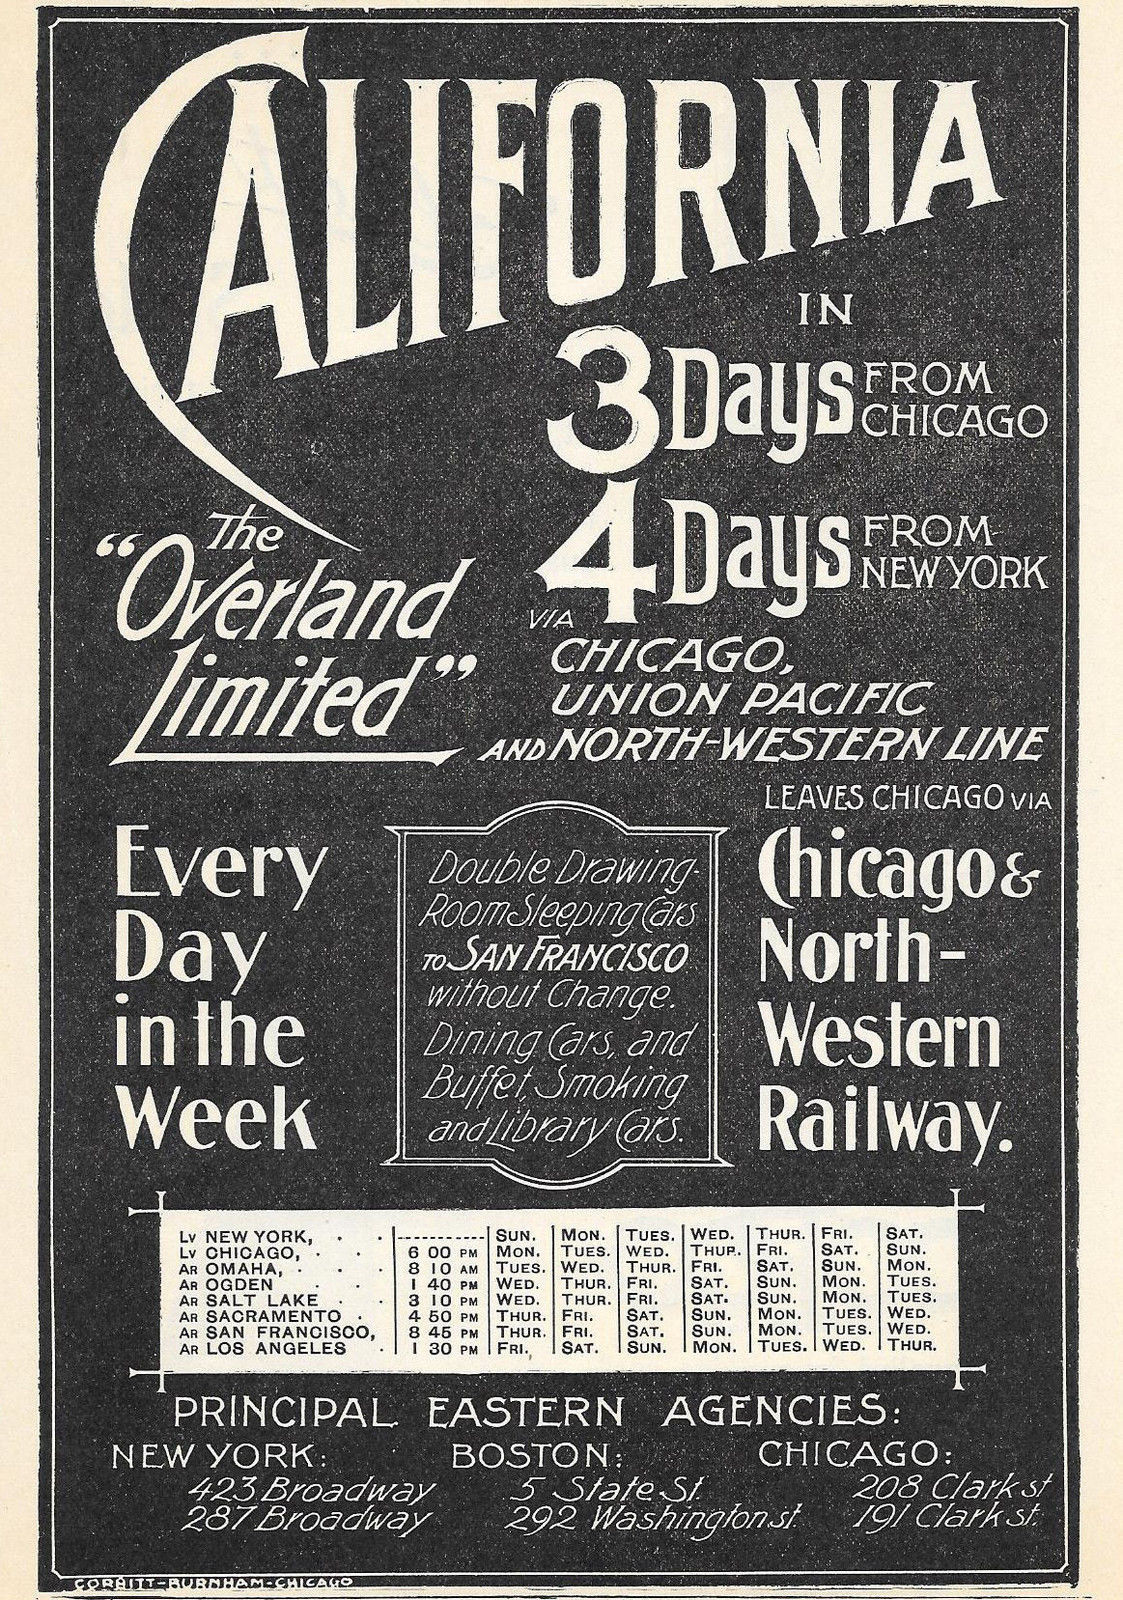 CALIFORNIA
IN
3 Days FROM CHICAGO
4 Days FROM NEW YORK
The
"Overland
Limited"
VIA
CHICAGO,
UNION PACIFIC
AND NORTH-WESTERN LINE
LEAVES CHICAGO VIA
Every
Day
in the
Week
Double Drawing-
Room Sleeping Cars
TO SAN FRANCISCO
without Change.
Dining Cars, and
Buffet, Smoking
and Library Cars.
Chicago &
North-
Western
Railway.
Lv NEW YORK, . . . ---------- SUN. MON. TUES. WED. THUR. FRI. SAT.
Lv CHICAGO, . . . 6 00 PM MON. TUES. WED. THUR. FRI. SAT. SUN.
AR OMAHA, . . . 8 10 AM TUES. WED. THUR. FRI. SAT. SUN. MON.
AR OGDEN . . . 1 40 PM WED. THUR. FRI. SAT. SUN. MON. TUES.
AR SALT LAKE . . 3 10 PM WED. THUR. FRI. SAT. SUN. MON. TUES.
AR SACRAMENTO . . 4 50 PM THUR. FRI. SAT. SUN. MON. TUES. WED.
AR SAN FRANCISCO, 8 45 PM THUR. FRI. SAT. SUN. MON. TUES. WED.
AR LOS ANGELES . 1 30 PM FRI. SAT. SUN. MON. TUES. WED. THUR.
PRINCIPAL EASTERN AGENCIES:
NEW YORK: BOSTON: CHICAGO:
423 Broadway 5 State St. 208 Clark st
287 Broadway 292 Washington st. 191 Clark st.
CORBITT-BURNHAM-CHICAGO